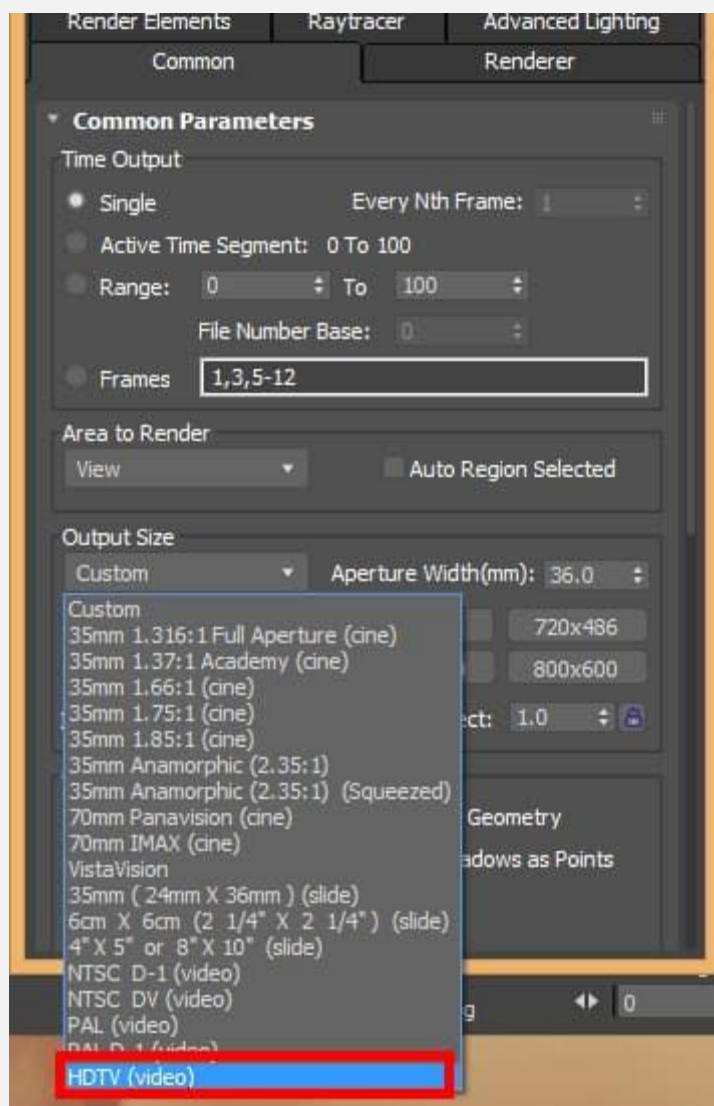 Render Elements Raytracer Advanced Lighting
Common Renderer
Common Parameters
Time Output
Single Every Nth Frame: 1
Active Time Segment: 0 To 100
Range: 0 To 100
File Number Base: 0
Frames 1,3,5-12
Area to Render
View Auto Region Selected
Output Size
Custom Aperture Width(mm): 36.0
Custom
35mm 1.316:1 Full Aperture (cine)
720x486
35mm 1.37:1 Academy (cine)
35mm 1.66:1 (cine)
800x600
35mm 1.75:1 (cine)
ect: 1.0
35mm 1.85:1 (cine)
35mm Anamorphic (2.35:1)
35mm Anamorphic (2.35:1) (Squeezed)
70mm Panavision (cine)
Geometry
70mm IMAX (cine)
adows as Points
VistaVision
35mm ( 24mm X 36mm ) (slide)
6cm X 6cm (2 1/4" X 2 1/4" ) (slide)
4" X 5" or 8" X 10" (slide)
NTSC D-1 (video)
NTSC DV (video)
g 0
PAL (video)
PAL D-1 (video)
HDTV (video)